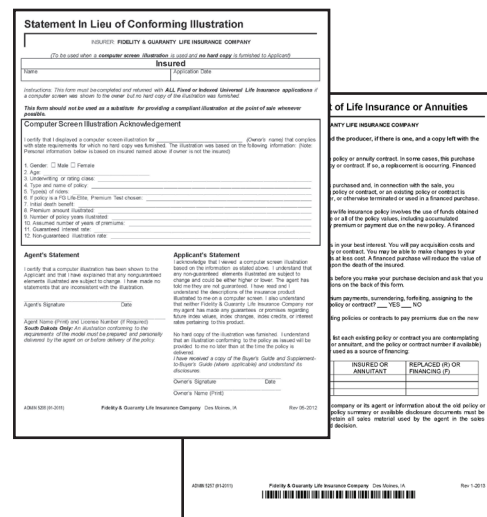 Statement In Lieu of Conforming Illustration
INSURER: FIDELITY & GUARANTY LIFE INSURANCE COMPANY
(To be used when a computer screen illustration is used and no hard copy is furnished to Applicant)
Insured
Name
Application Date
Instructions: This form must be completed and returned with ALL Fixed or Indexed Universal Life Insurance applications if
a computer screen was shown to the owner but no hard copy of the illustration was furnished.
This form should not be used as a substitute for providing a compliant illustration at the point of sale whenever
possible.
Computer Screen Illustration Acknowledgement
I certify that I displayed a computer screen illustration for (Owner's name) that complies
with state requirements for which no hard copy was furnished. The illustration was based on the following information: (Note:
Personal information below is based on insured named above if owner is not the insured)
1. Gender: Male Female
2. Age:
3. Underwriting or rating class:
4. Type and name of policy:
5. Type(s) of riders:
6. If policy is a FG Life-Elite, Premium Test chosen:
7. Initial death benefit:
8. Premium amount illustrated:
9. Number of policy years illustrated:
10. Assumed number of years of premiums:
11. Guaranteed interest rate:
12. Non-guaranteed illustration rate:
Agent's Statement
I certify that a computer illustration has been shown to the
Applicant and that I have explained that any nonguaranteed
elements illustrated are subject to change. I have made no
statements that are inconsistent with the illustration.
Agent's Signature Date
Agent Name (Print) and License Number (If Required)
South Dakota Only: An illustration conforming to the
requirements of the model must be prepared and personally
delivered by the agent on or before delivery of the policy.
Applicant's Statement
I acknowledge that I viewed a computer screen illustration
based on the information as stated above. I understand that
any non-guaranteed elements illustrated are subject to
change and could be either higher or lower. The agent has
told me they are not guaranteed. I have read and I
understand the descriptions of the insurance product
illustrated to me on a computer screen. I also understand
that neither Fidelity & Guaranty Life Insurance Company nor
my agent has made any guarantees or promises regarding
future index values, index changes, index credits, or interest
rates pertaining to this product.
No hard copy of the illustration was furnished. I understand
that an illustration conforming to the policy as issued will be
provided to me no later than at the time the policy is
delivered.
I have received a copy of the Buyer's Guide and Supplement-
to-Buyer's Guide (where applicable) and understand its
disclosures.
Owner's Signature Date
Owner's Name (Print)
ADMIN 5288 (01-2011) Fidelity & Guaranty Life Insurance Company Des Moines, IA Rev 06-2012
t of Life Insurance or Annuities
ANTY LIFE INSURANCE COMPANY
d the producer, if there is one, and a copy left with the
policy or annuity contract. In some cases, this purchase
y or contract. If so, a replacement is occurring. Financed
purchased and, in connection with the sale, you
policy or contract, or an existing policy or contract is
r, or otherwise terminated or used in a financed purchase.
ew life insurance policy involves the use of funds obtained
e or all of the policy values, including accumulated
y premium or payment due on the new policy. A financed
s in your best interest. You will pay acquisition costs and
y or contract. You may be able to make changes to your
s at less cost. A financed purchase will reduce the value of
pon the death of the insured.
s before you make your purchase decision and ask that you
ions on the back of this form.
mium payments, surrendering, forfeiting, assigning to the
policy or contract? YES NO
ing policies or contracts to pay premiums due on the new
list each existing policy or contract you are contemplating
or annuitant, and the policy or contract number if available)
used as a source of financing:
INSURED OR
ANNUITANT
REPLACED (R) OR
FINANCING (F)
company or its agent or information about the old policy or
policy summary or available disclosure documents must be
retain all sales material used by the agent in the sales
d decision.
ADMIN 5257 (01-2011) Fidelity & Guaranty Life Insurance Company Des Moines, IA Rev 1-2013